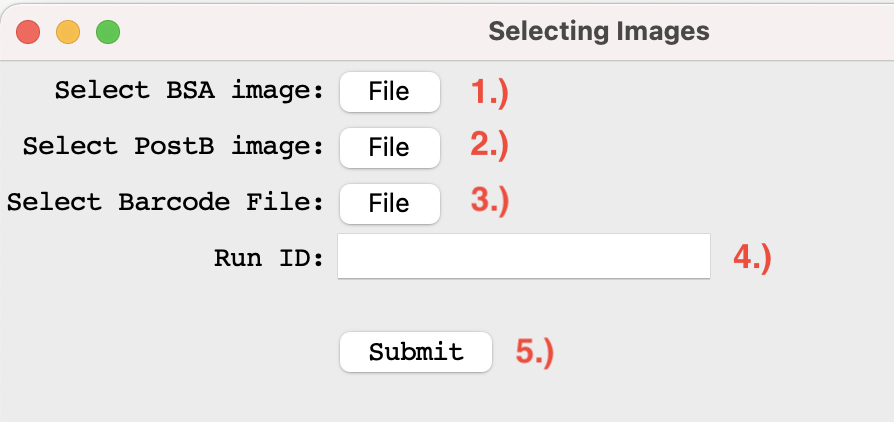 Selecting Images
Select BSA image: File 1.)
Select PostB image: File 2.)
Select Barcode File: File 3.)
Run ID: 4.)
Submit 5.)